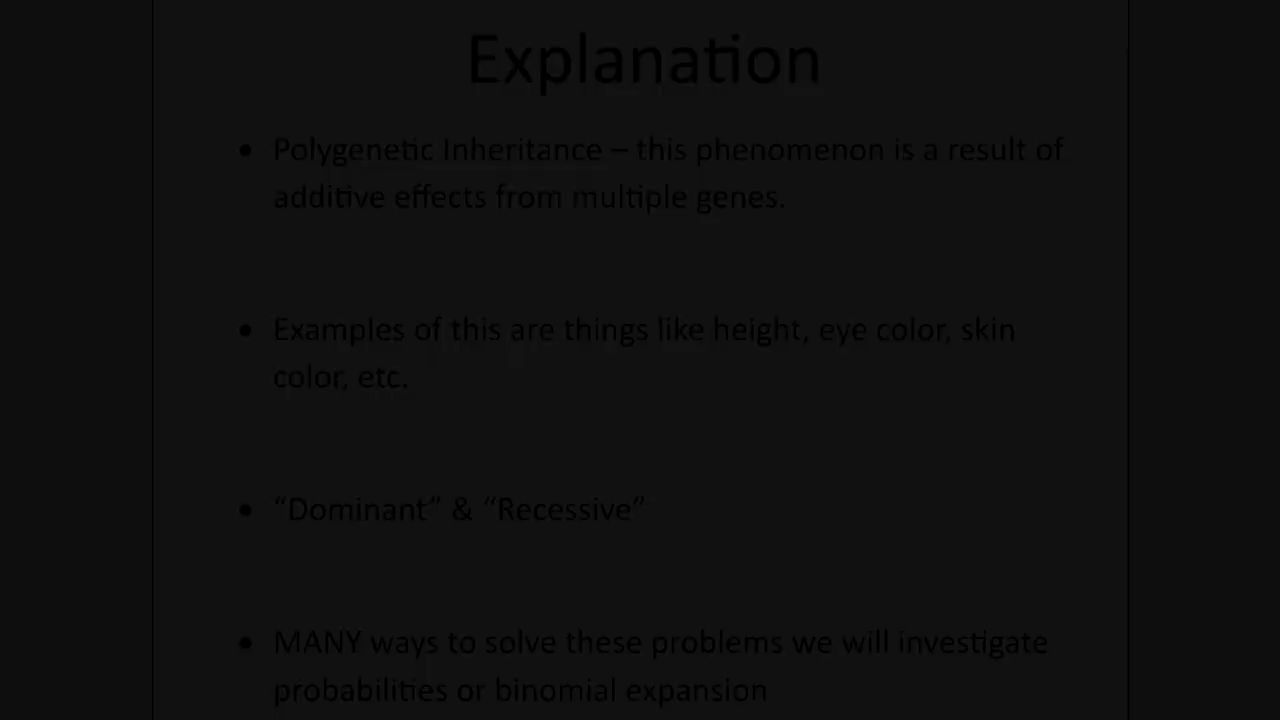 Explanation
• Polygenetic Inheritance – this phenomenon is a result of
additive effects from multiple genes.
• Examples of this are things like height, eye color, skin
color, etc.
• “Dominant” & “Recessive”
• MANY ways to solve these problems we will investigate
probabilities or binomial expansion